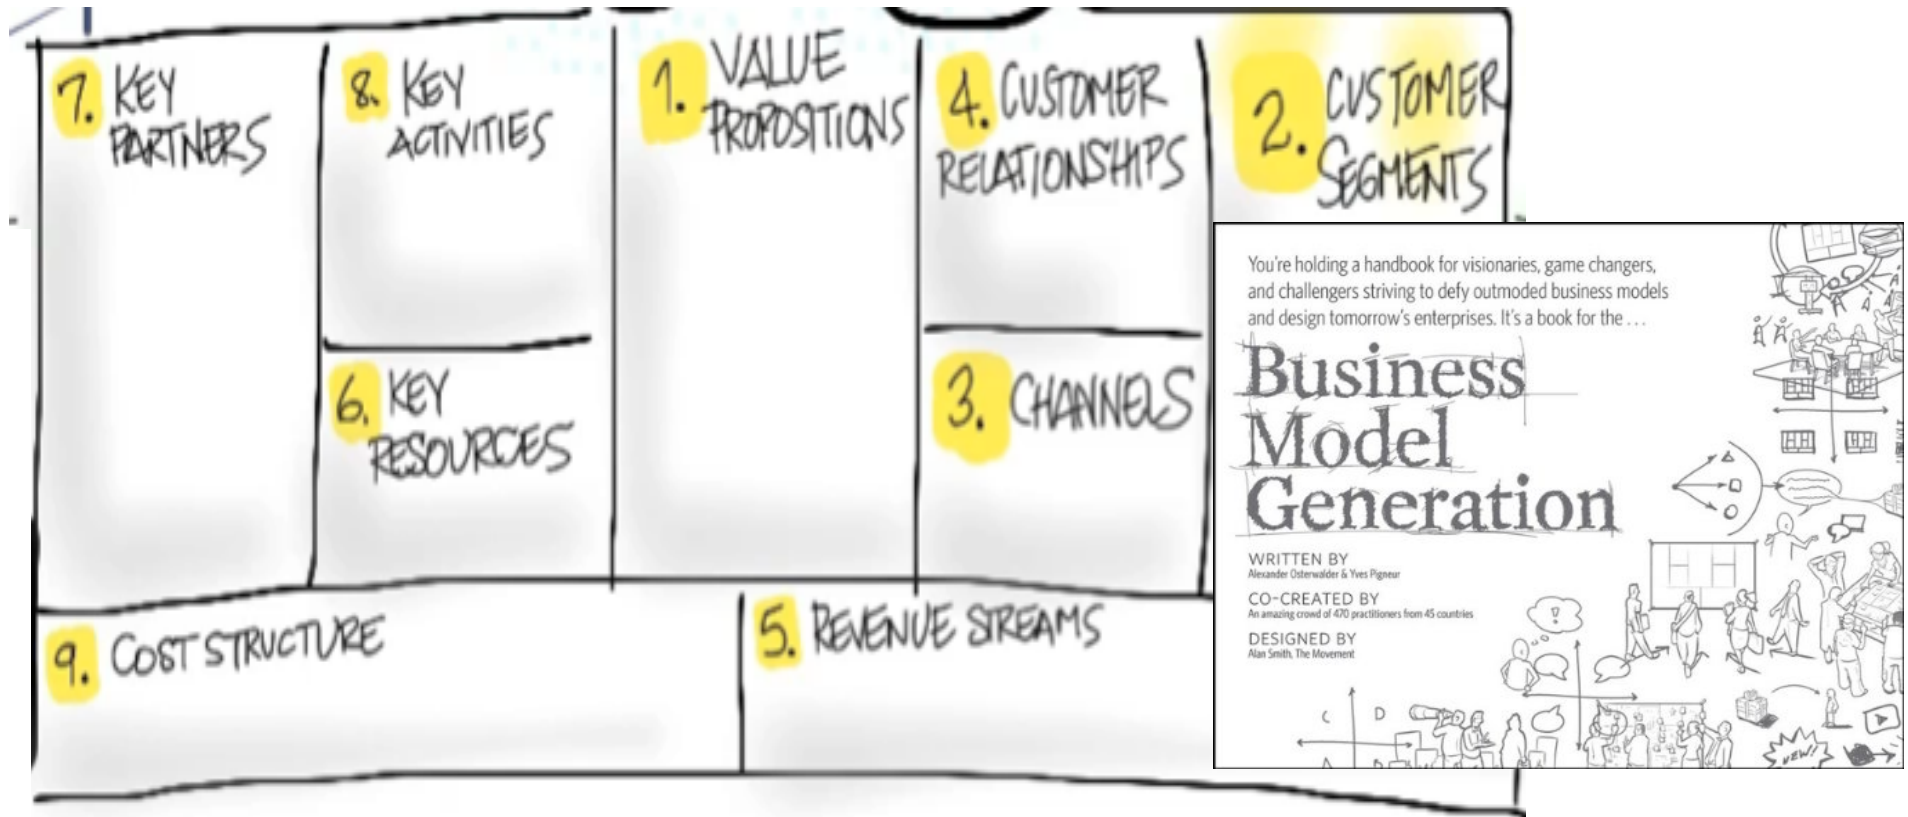 7. KEY
PARTNERS
8. KEY
ACTIVITIES
6. KEY
RESOURCES
1. VALUE
PROPOSITIONS
4. CUSTOMER
RELATIONSHIPS
3. CHANNELS
2. CUSTOMER
SEGMENTS
9. COST STRUCTURE
5. REVENUE STREAMS
You're holding a handbook for visionaries, game changers,
and challengers striving to defy outmoded business models
and design tomorrow's enterprises. It's a book for the …
Business
Model
Generation
WRITTEN BY
Alexander Osterwalder & Yves Pigneur
CO-CREATED BY
An amazing crowd of 470 practitioners from 45 countries
DESIGNED BY
Alan Smith, The Movement
C D
NEW!